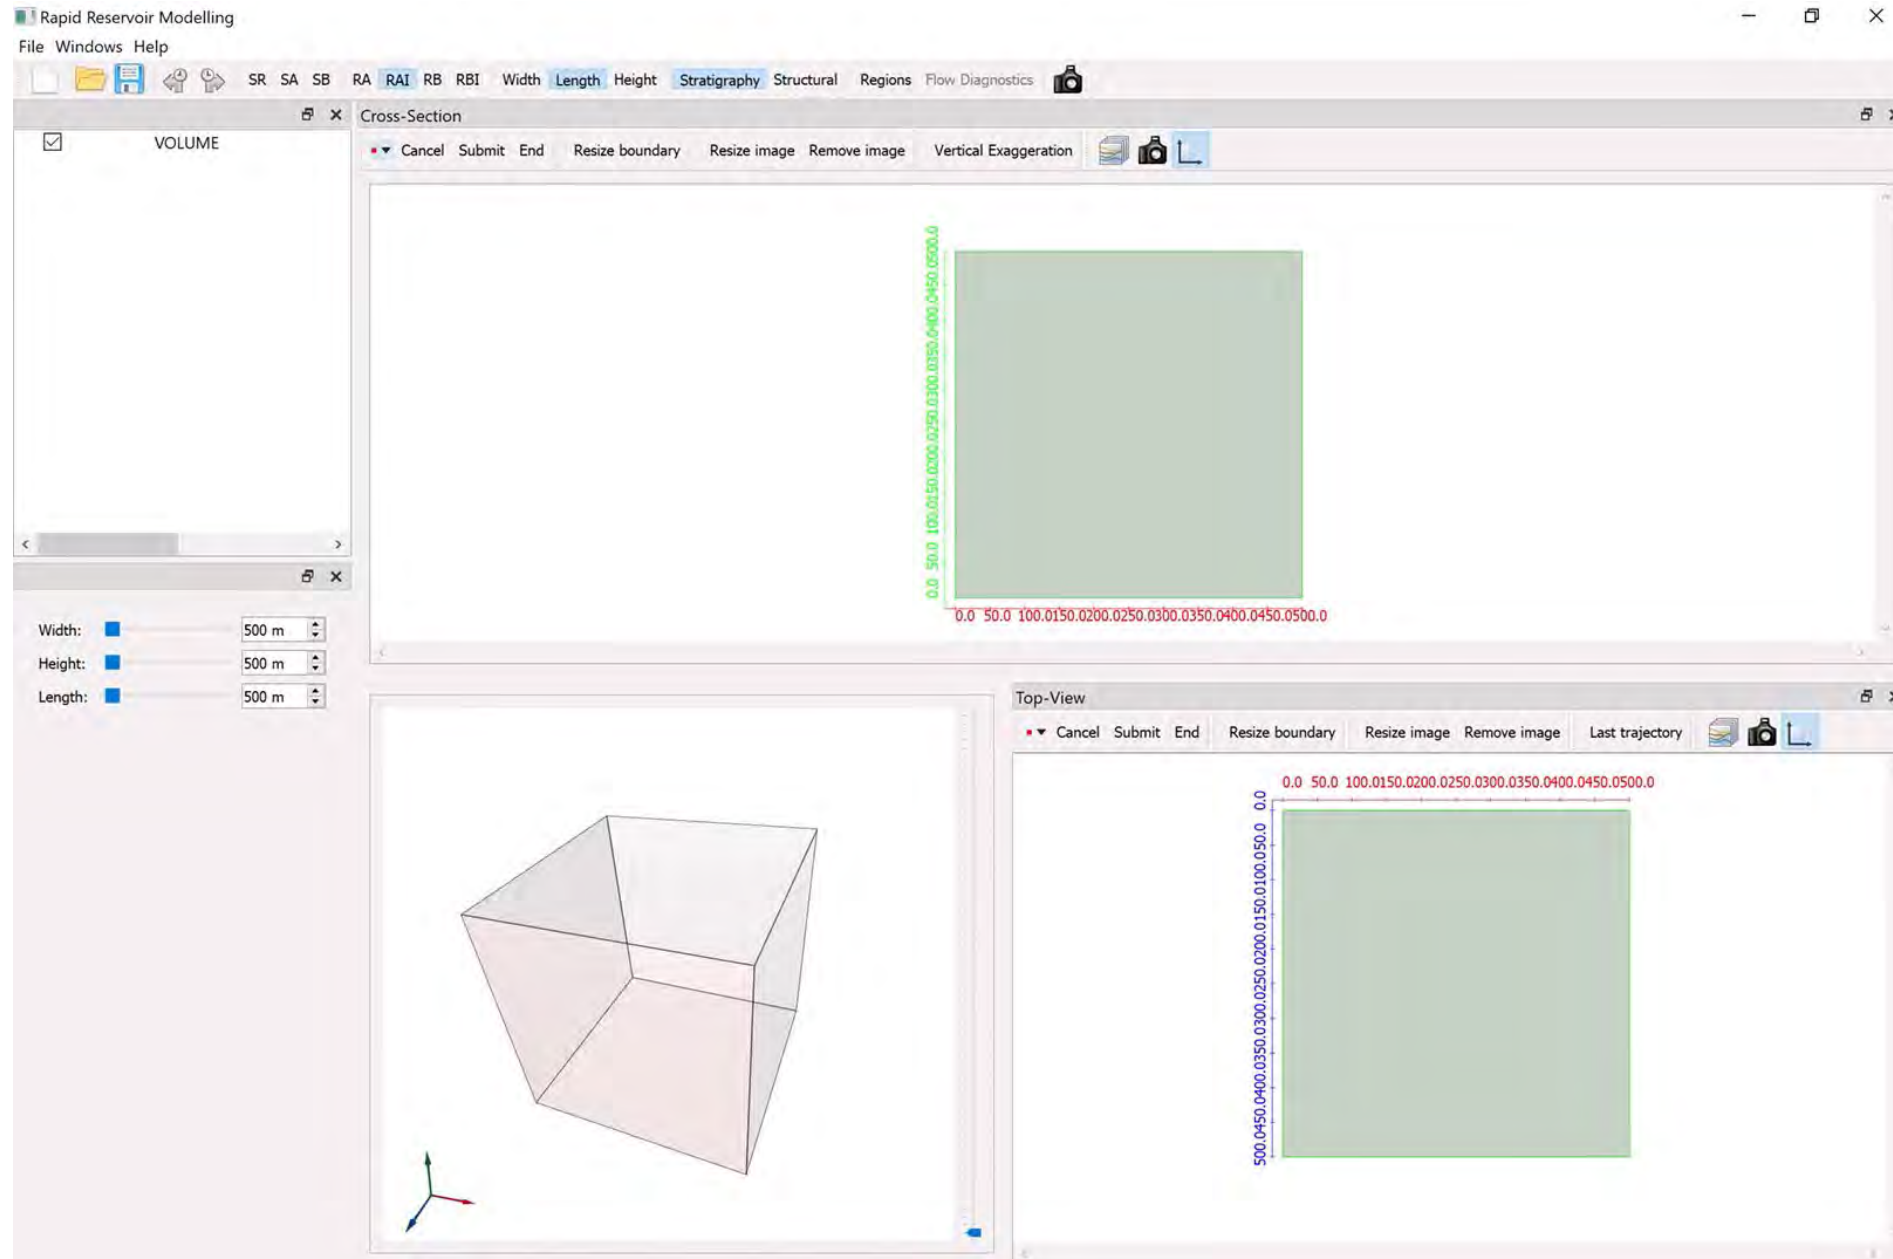 Rapid Reservoir Modelling
File Windows Help
SR SA SB RA RAI RB RBI Width Length Height Stratigraphy Structural Regions Flow Diagnostics
Cross-Section
VOLUME
Cancel Submit End Resize boundary Resize image Remove image Vertical Exaggeration
0.0 50.0 100.0150.0200.0250.0300.0350.0400.0450.0500.0
0.0 50.0 100.0150.0200.0250.0300.0350.0400.0450.0500.0
Width: 500 m
Height: 500 m
Length: 500 m
Top-View
Cancel Submit End Resize boundary Resize image Remove image Last trajectory
0.0 50.0 100.0150.0200.0250.0300.0350.0400.0450.0500.0
500.0450.0400.0350.0300.0250.0200.0150.0100.050.0 0.0